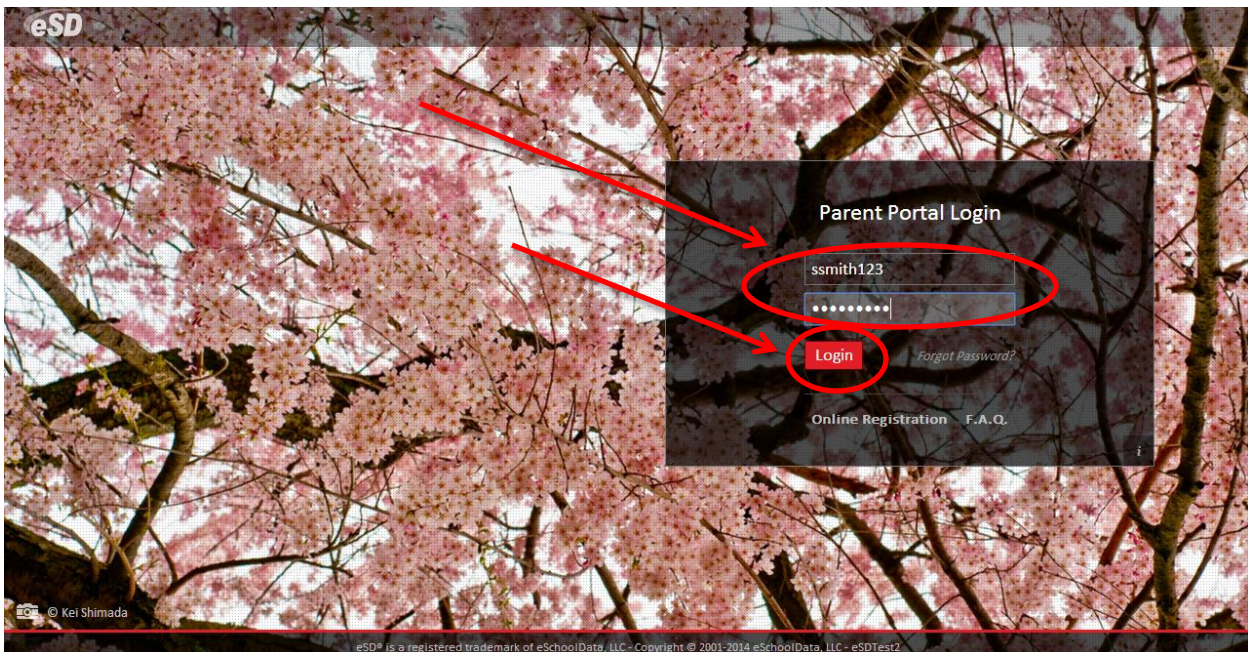 eSD
Parent Portal Login
ssmith123
•••••••••
Login Forgot Password?
Online Registration F.A.Q.
i
© Kei Shimada
eSD® is a registered trademark of eSchoolData, LLC - Copyright © 2001-2014 eSchoolData, LLC - eSDTest2